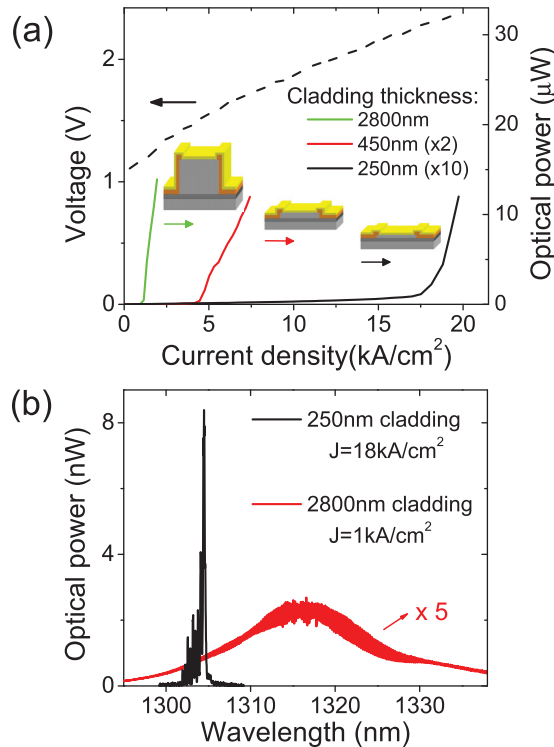 (a)
Voltage (V)
2
1
0
Optical power (μW)
30
20
10
0
Cladding thickness:
2800nm
450nm (x2)
250nm (x10)
0 5 10 15 20
Current density(kA/cm²)
(b)
Optical power (nW)
8
4
0
250nm cladding
J=18kA/cm²
2800nm cladding
J=1kA/cm²
x 5
1300 1310 1320 1330
Wavelength (nm)